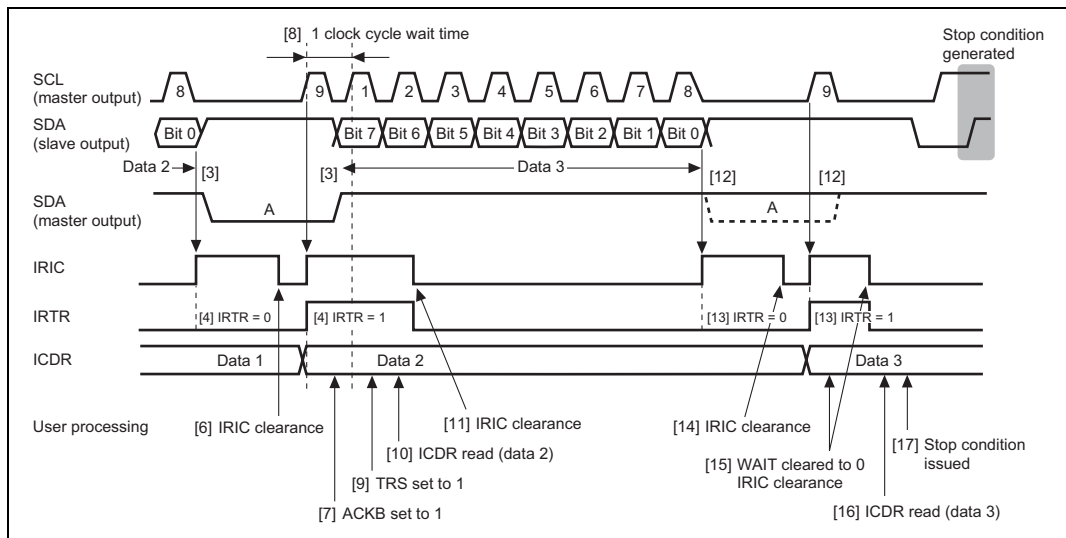 [8] 1 clock cycle wait time
Stop condition
generated
SCL
(master output)
8 9 1 2 3 4 5 6 7 8 9
SDA
(slave output)
Bit 0 Bit 7 Bit 6 Bit 5 Bit 4 Bit 3 Bit 2 Bit 1 Bit 0
Data 2 [3] [3] Data 3 [12] [12]
SDA
(master output)
A A
IRIC
IRTR
[4] IRTR = 0 [4] IRTR = 1 [13] IRTR = 0 [13] IRTR = 1
ICDR
Data 1 Data 2 Data 3
User processing
[6] IRIC clearance
[11] IRIC clearance
[14] IRIC clearance
[17] Stop condition
issued
[10] ICDR read (data 2)
[15] WAIT cleared to 0
IRIC clearance
[9] TRS set to 1
[7] ACKB set to 1
[16] ICDR read (data 3)